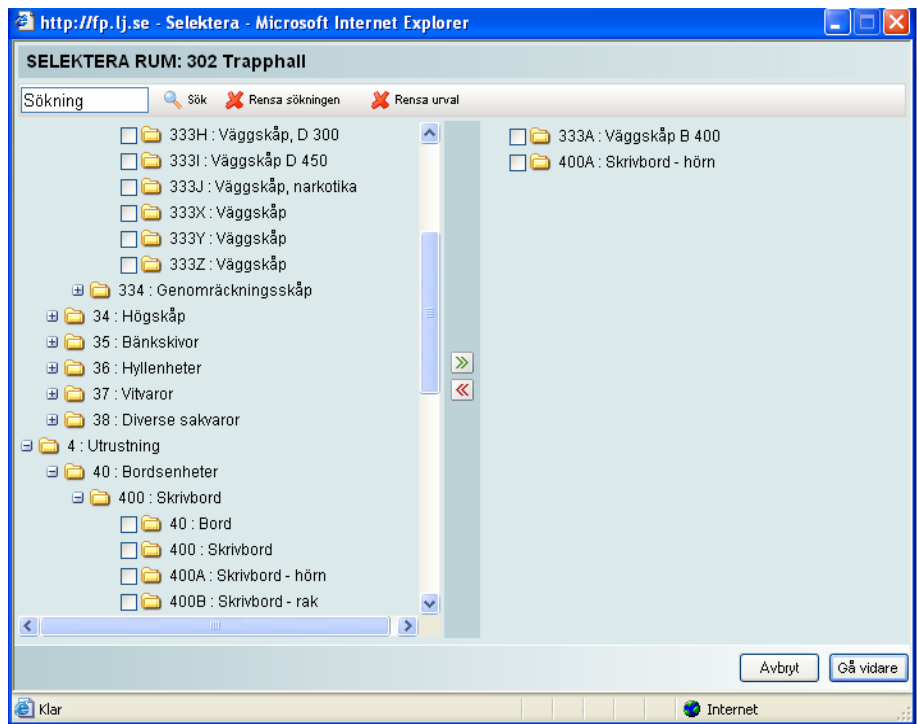 http://fp.lj.se - Selektera - Microsoft Internet Explorer
SELEKTERA RUM: 302 Trapphall
Sökning
Sök
Rensa sökningen
Rensa urval
333H : Väggskåp, D 300
333I : Väggskåp D 450
333J : Väggskåp, narkotika
333X : Väggskåp
333Y : Väggskåp
333Z : Väggskåp
334 : Genomräckningsskåp
34 : Högskåp
35 : Bänkskivor
36 : Hyllenheter
37 : Vitvaror
38 : Diverse sakvaror
4 : Utrustning
40 : Bordsenheter
400 : Skrivbord
40 : Bord
400 : Skrivbord
400A : Skrivbord - hörn
400B : Skrivbord - rak
333A : Väggskåp B 400
400A : Skrivbord - hörn
Avbryt
Gå vidare
Klar
Internet